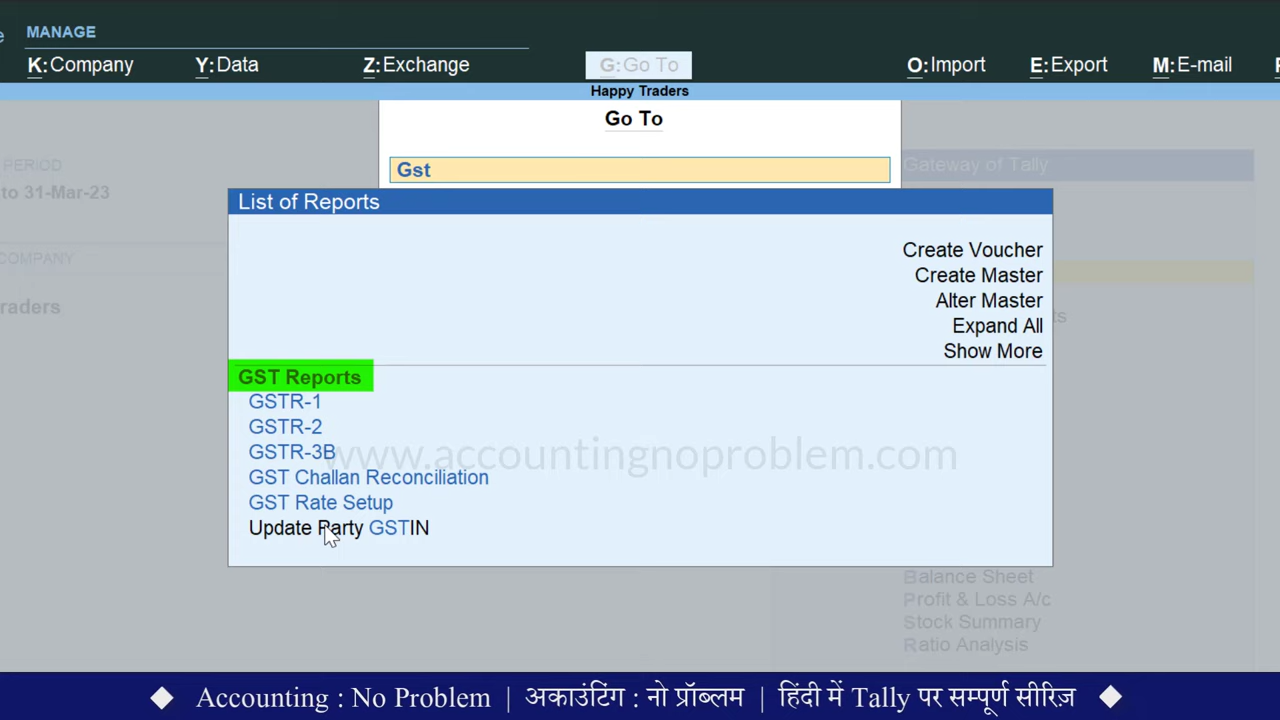 e
MANAGE
K:Company Y:Data Z:Exchange G:Go To O:Import E:Export M:E-mail
Happy Traders
Go To
PERIOD
to 31-Mar-23
Gateway of Tally
Gst
List of Reports
COMPANY
raders
Create Voucher
Create Master
Alter Master
Expand All
ts
Show More
GST Reports
GSTR-1
GSTR-2
GSTR-3B
www.accountingnoproblem.com
GST Challan Reconciliation
GST Rate Setup
Update Party GSTIN
Balance Sheet
Profit & Loss A/c
Stock Summary
Ratio Analysis
Accounting : No Problem | अकाउंटिंग : नो प्रॉब्लम | हिंदी में Tally पर सम्पूर्ण सीरिज़